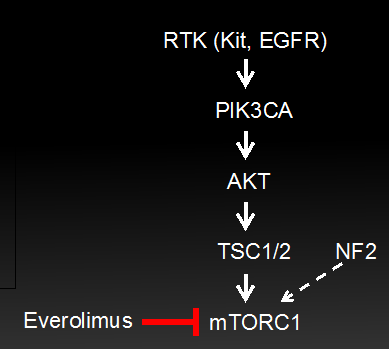 RTK (Kit, EGFR)
PIK3CA
AKT
TSC1/2 NF2
Everolimus mTORC1